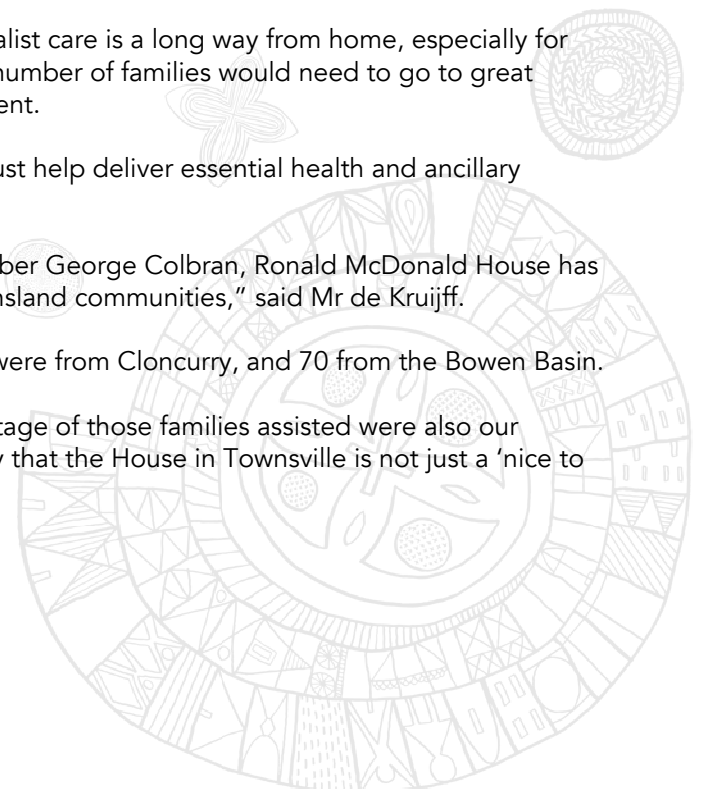 alist care is a long way from home, especially for
number of families would need to go to great
ent.
ust help deliver essential health and ancillary
ber George Colbran, Ronald McDonald House has
nsland communities,” said Mr de Kruijff.
were from Cloncurry, and 70 from the Bowen Basin.
tage of those families assisted were also our
y that the House in Townsville is not just a ‘nice to